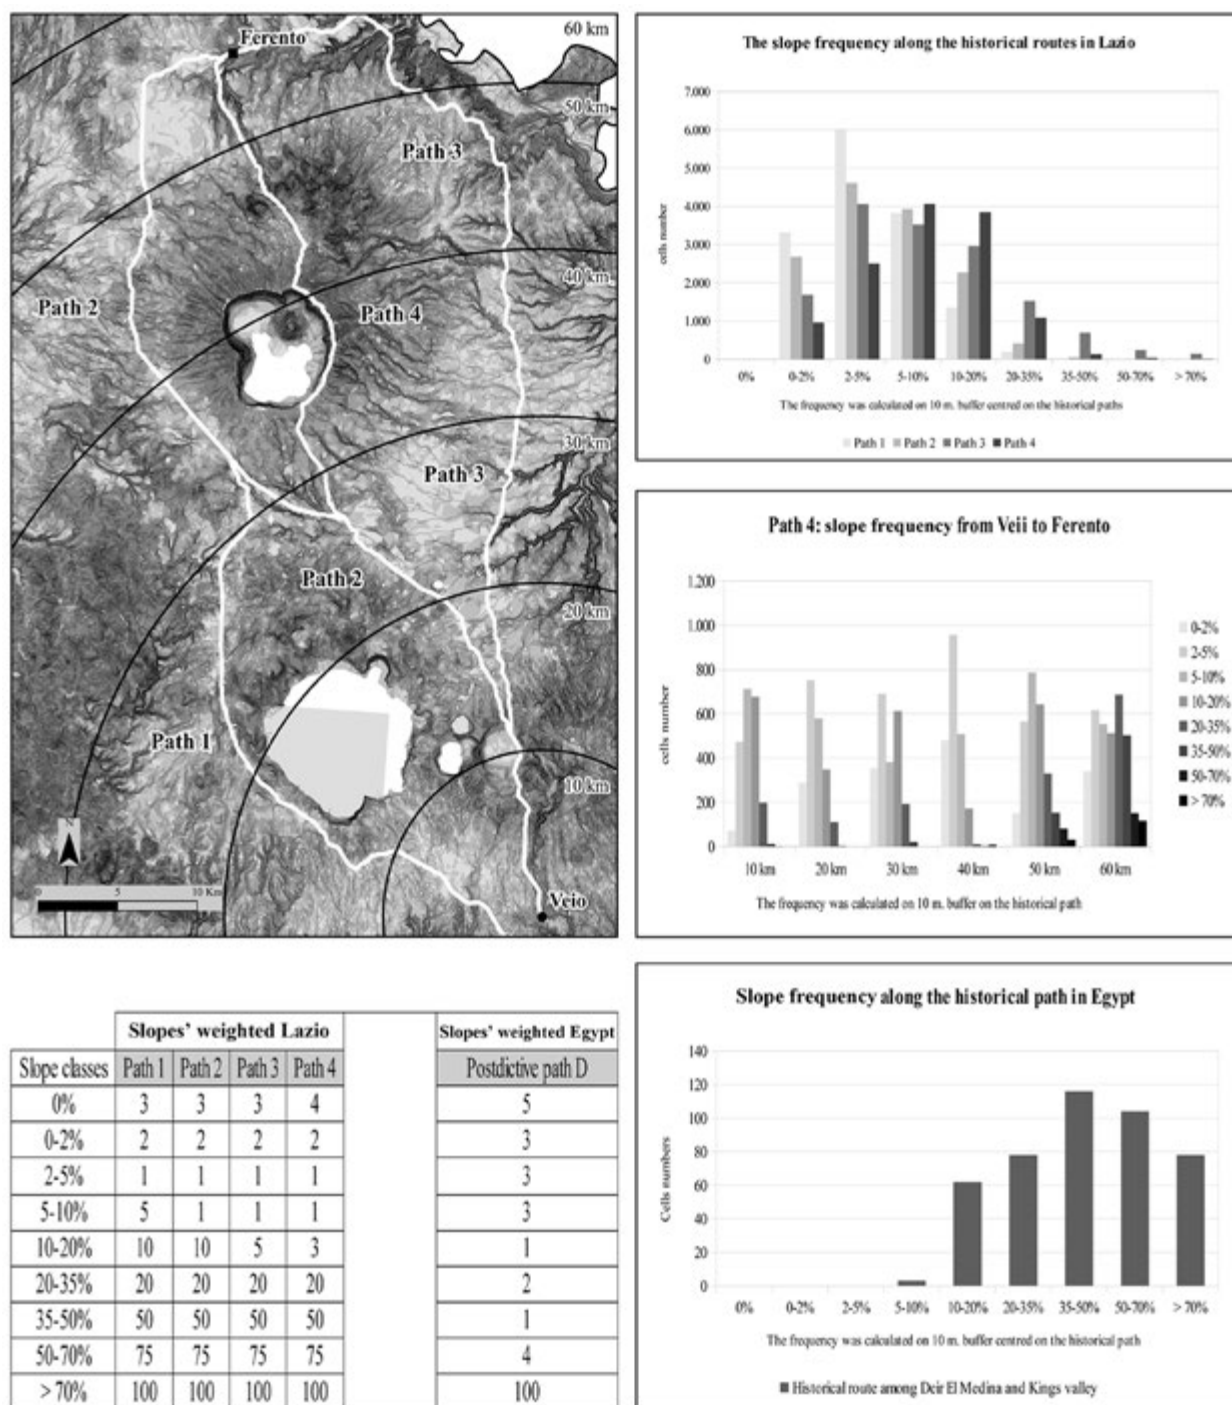 Ferento
60 km
50 km
Path 3
40 km
Path 2
Path 4
30 km
Path 3
Path 2
20 km
Path 1
10 km
N
0 5 10 Km
Veio
The slope frequency along the historical routes in Lazio
7.000
6.000
5.000
4.000
3.000
2.000
1.000
0
cells number
0% 0-2% 2-5% 5-10% 10-20% 20-35% 35-50% 50-70% > 70%
The frequency was calculated on 10 m. buffer centred on the historical paths
Path 1 Path 2 Path 3 Path 4
Path 4: slope frequency from Veii to Ferento
1.200
1.000
800
600
400
200
0
cells number
0-2%
2-5%
5-10%
10-20%
20-35%
35-50%
50-70%
> 70%
10 km 20 km 30 km 40 km 50 km 60 km
The frequency was calculated on 10 m. buffer on the historical path
Slopes' weighted Lazio Slopes' weighted Egypt
Slope classes Path 1 Path 2 Path 3 Path 4 Postdictive path D
0% 3 3 3 4 5
0-2% 2 2 2 2 3
2-5% 1 1 1 1 3
5-10% 5 1 1 1 3
10-20% 10 10 5 3 1
20-35% 20 20 20 20 2
35-50% 50 50 50 50 1
50-70% 75 75 75 75 4
> 70% 100 100 100 100 100
Slope frequency along the historical path in Egypt
140
120
100
80
60
40
20
0
Cells numbers
0% 0-2% 2-5% 5-10% 10-20% 20-35% 35-50% 50-70% > 70%
The frequency was calculated on 10 m. buffer centred on the historical path
Historical route among Deir El Medina and Kings valley